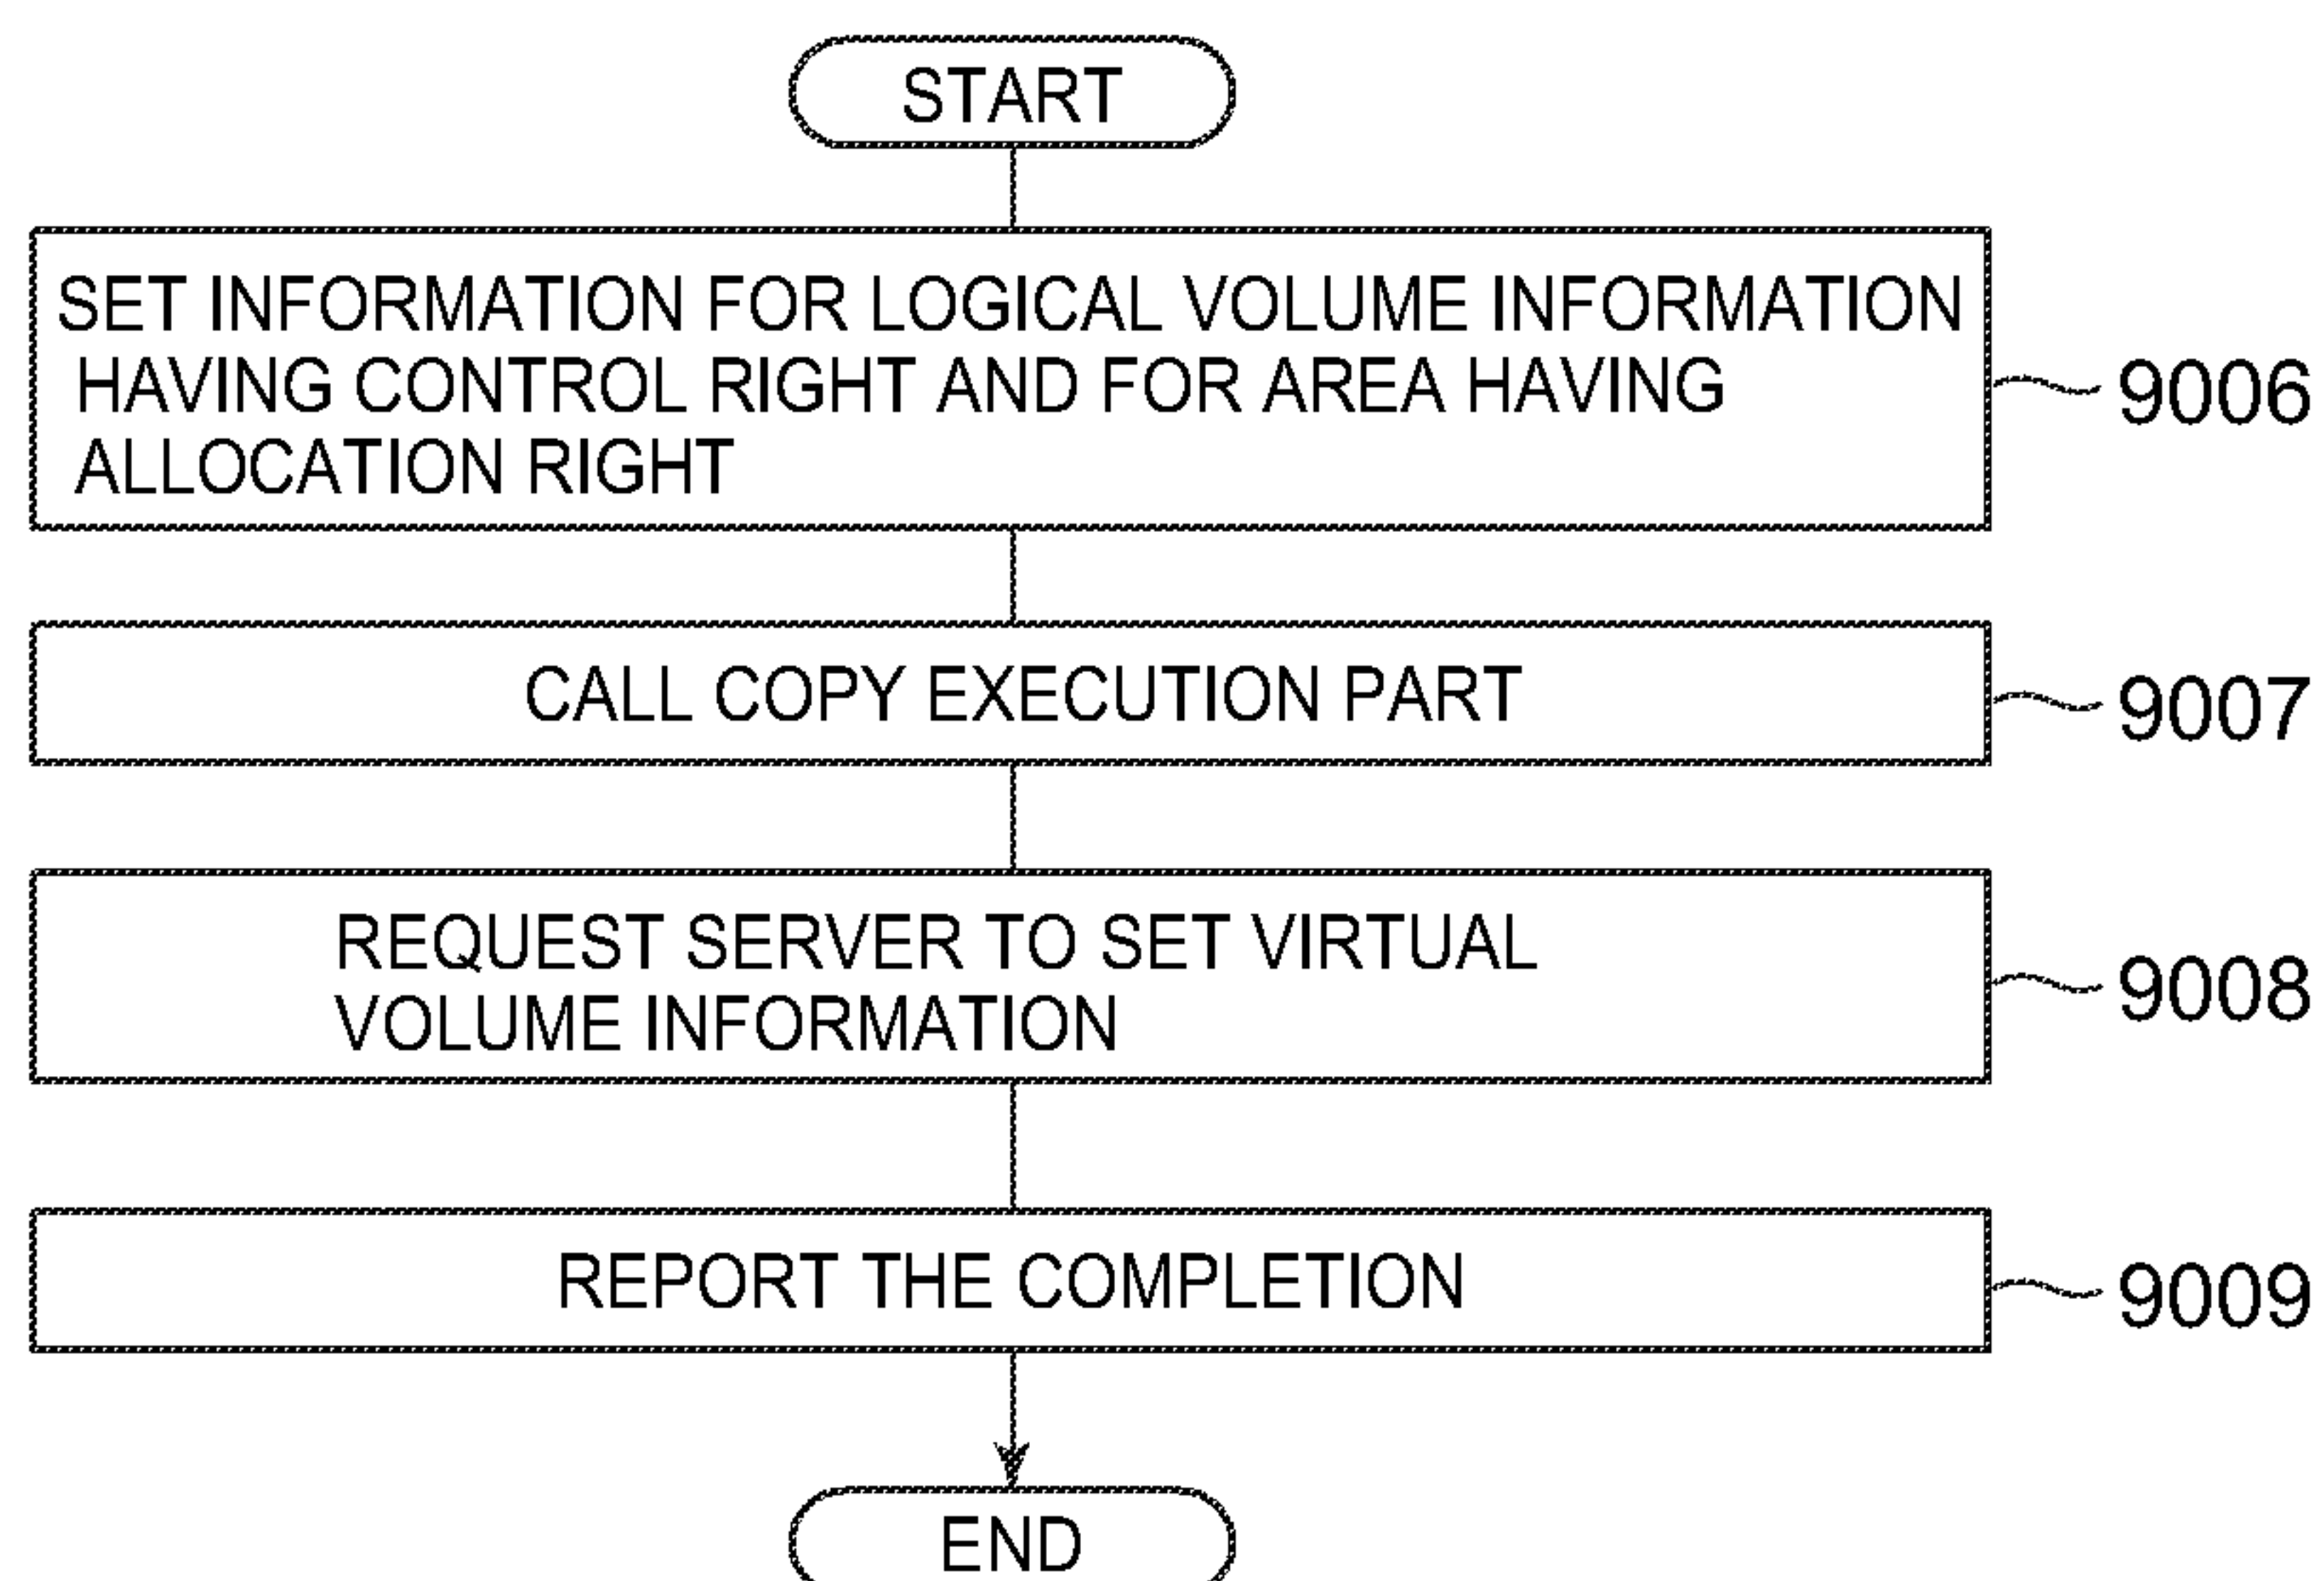 START
SET INFORMATION FOR LOGICAL VOLUME INFORMATION
HAVING CONTROL RIGHT AND FOR AREA HAVING
ALLOCATION RIGHT
9006
CALL COPY EXECUTION PART
9007
REQUEST SERVER TO SET VIRTUAL
VOLUME INFORMATION
9008
REPORT THE COMPLETION
9009
END